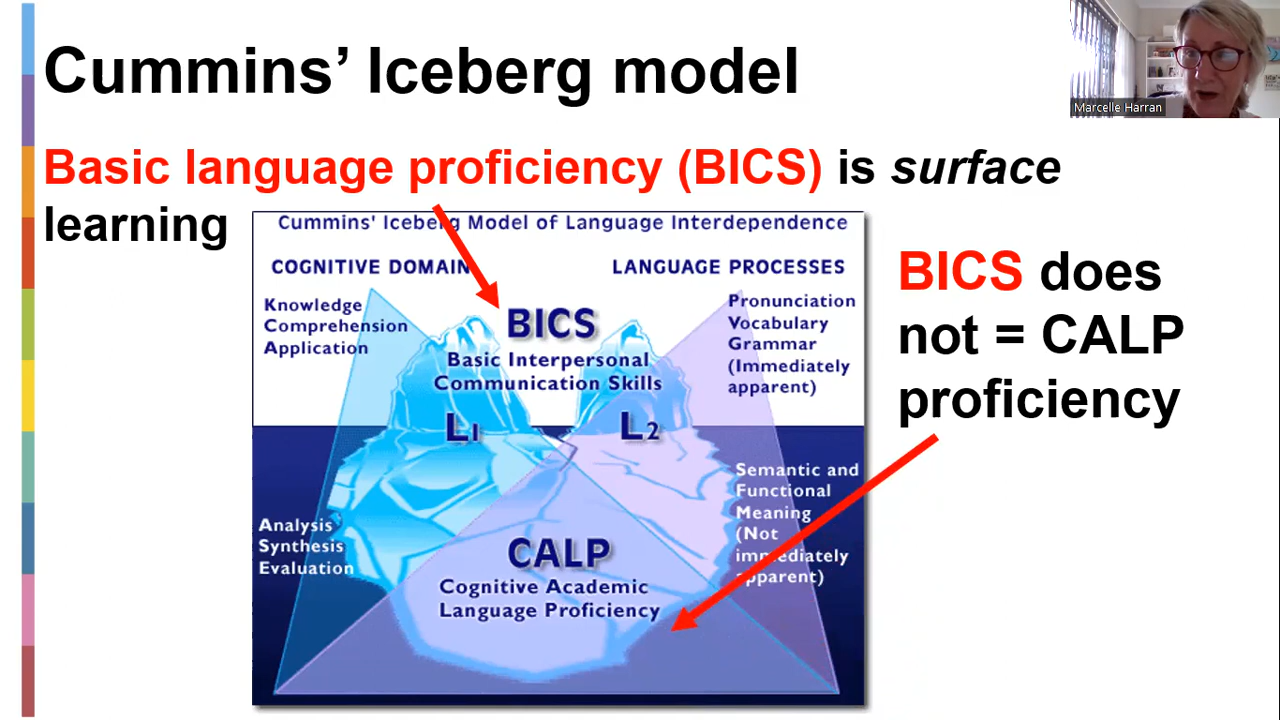 Cummins’ Iceberg model
Marcelle Harran
Basic language proficiency (BICS) is surface
learning
Cummins' Iceberg Model of Language Interdependence
COGNITIVE DOMAIN
LANGUAGE PROCESSES
Knowledge
Comprehension
Application
BICS
Basic Interpersonal
Communication Skills
Pronunciation
Vocabulary
Grammar
(Immediately
apparent)
L1
L2
Analysis
Synthesis
Evaluation
CALP
Cognitive Academic
Language Proficiency
Semantic and
Functional
Meaning
(Not
immediately
apparent)
BICS does
not = CALP
proficiency